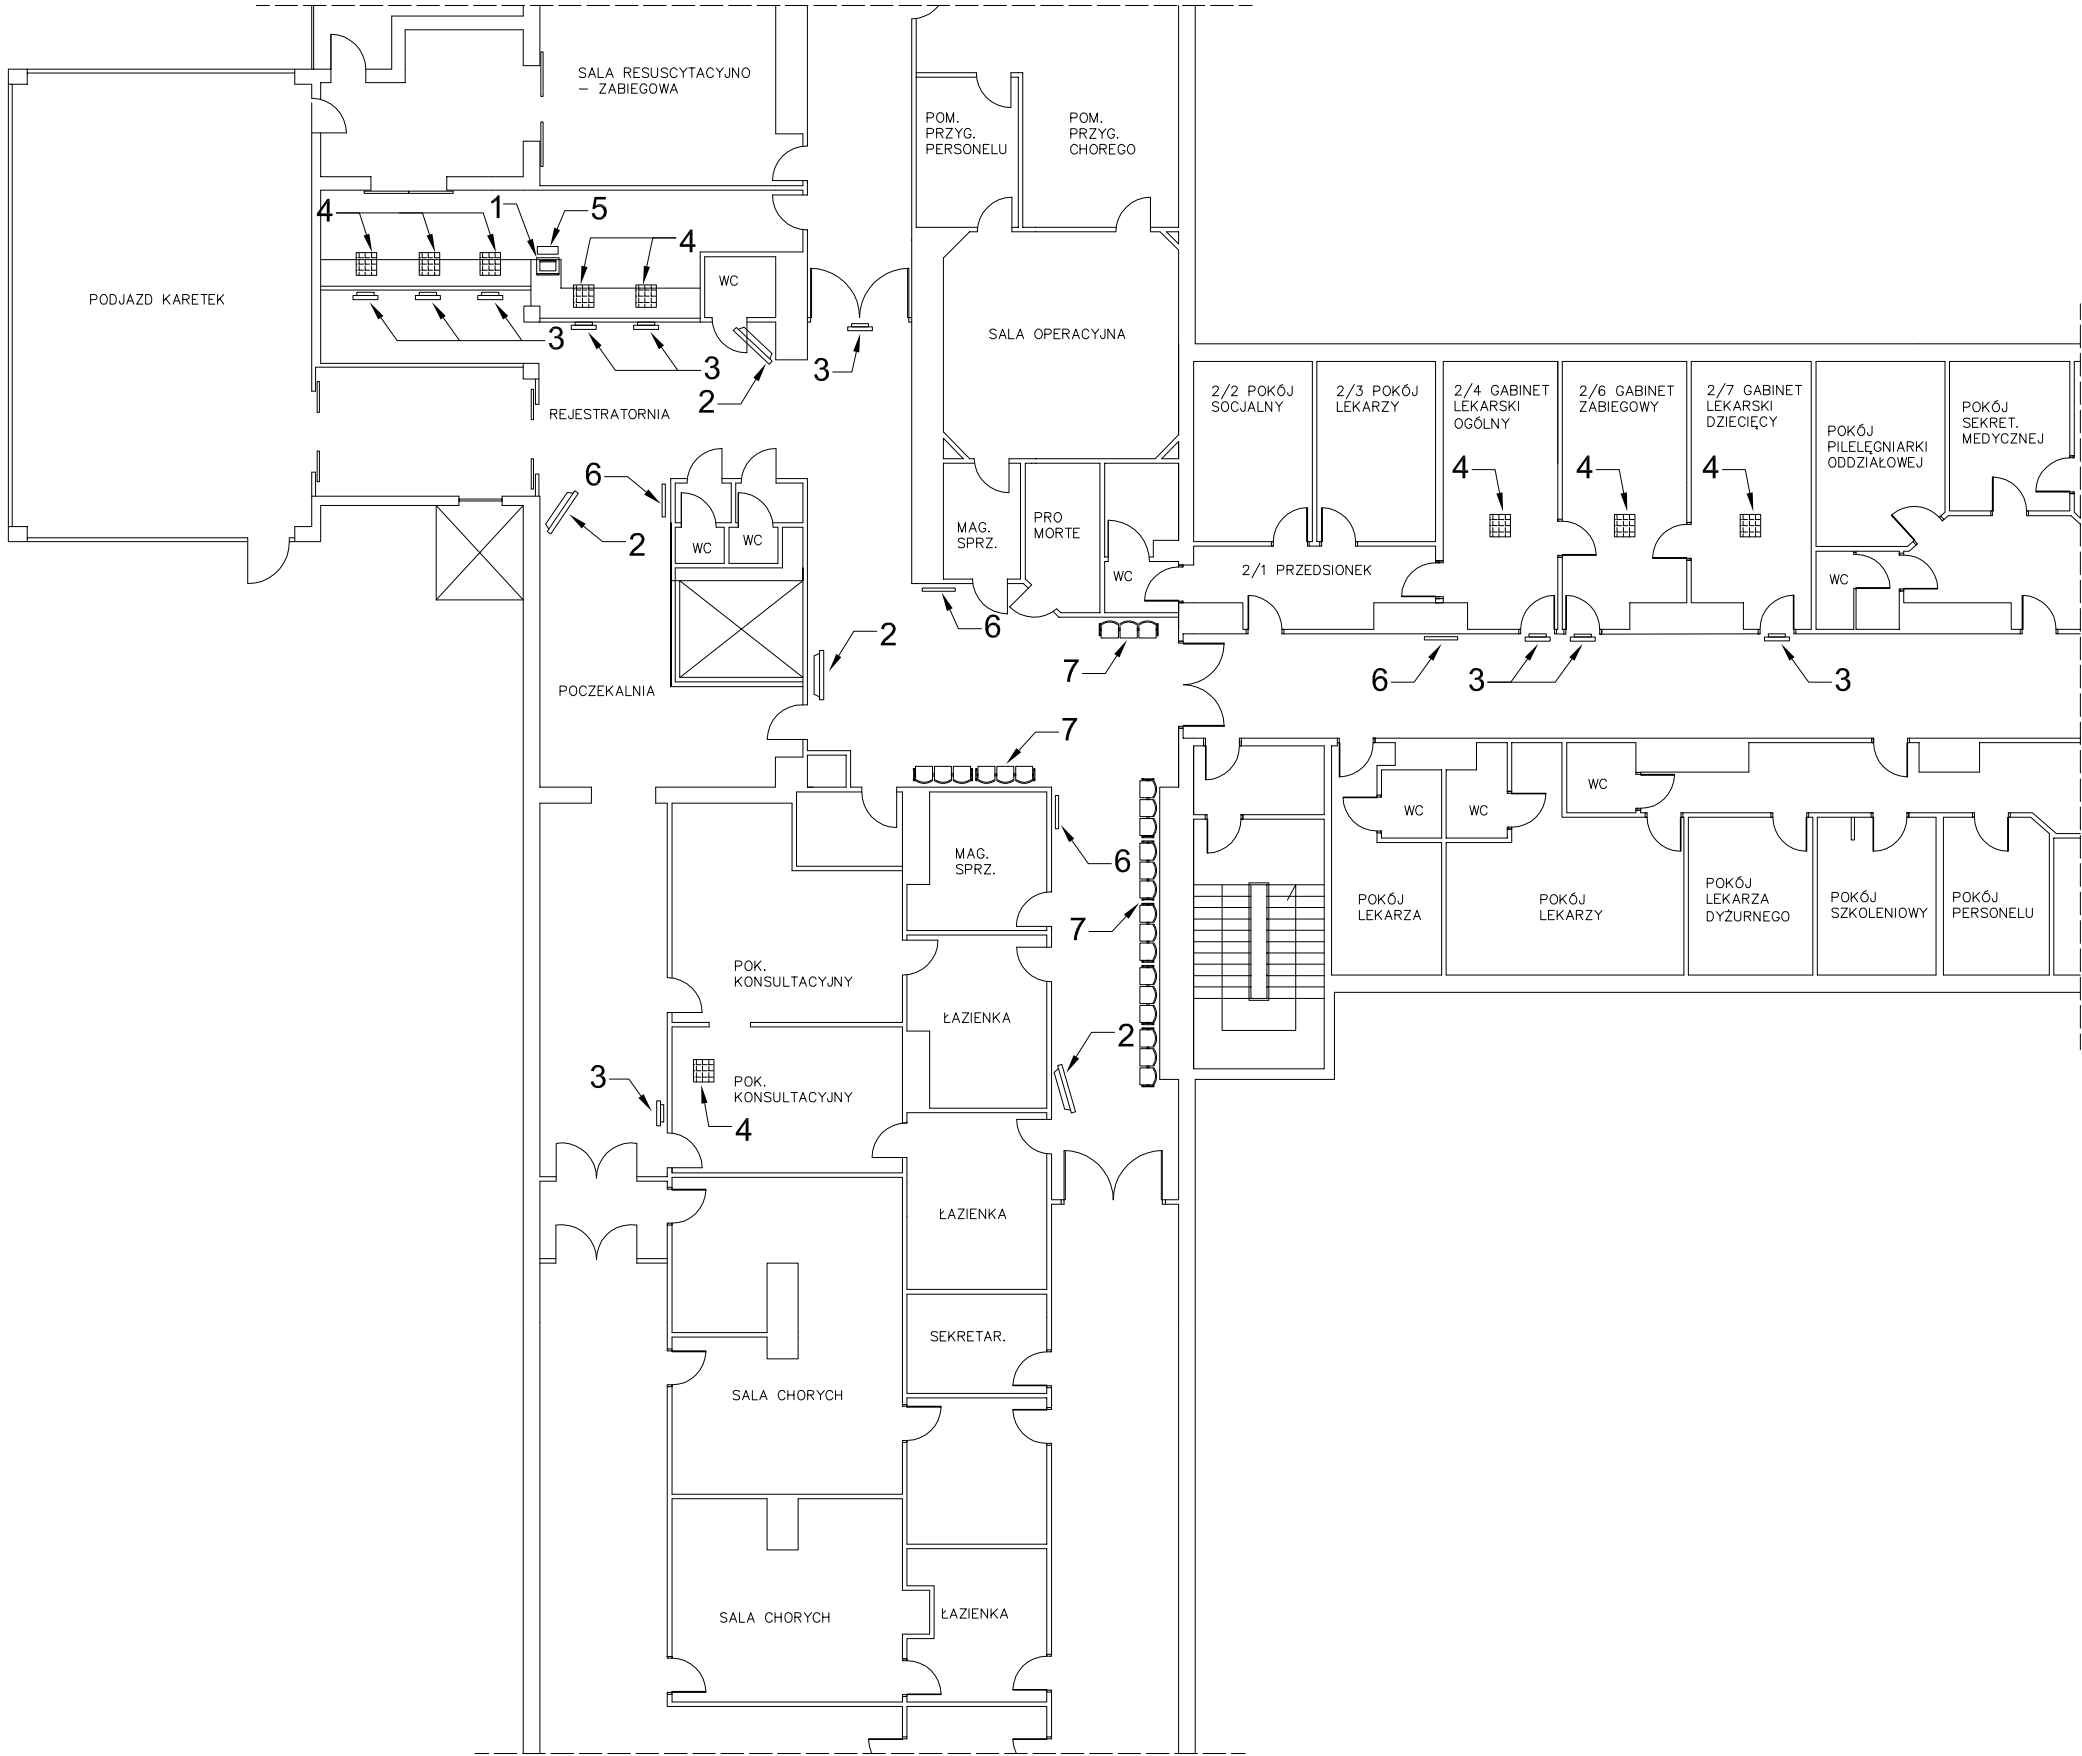 SALA RESUSCYTACYJNO
– ZABIEGOWA
POM.
PRZYG.
PERSONELU
POM.
PRZYG.
CHOREGO
4
1
5
4
PODJAZD KARETEK
WC
SALA OPERACYJNA
3
3
2
3
REJESTRATORNIA
2/2 POKÓJ
SOCJALNY
2/3 POKÓJ
LEKARZY
2/4 GABINET
LEKARSKI
OGÓLNY
2/6 GABINET
ZABIEGOWY
2/7 GABINET
LEKARSKI
DZIECIĘCY
POKÓJ
PILELĘGNIARKI
ODDZIAŁOWEJ
POKÓJ
SEKRET.
MEDYCZNEJ
6
4
4
4
2
WC
WC
MAG.
SPRZ.
PRO
MORTE
WC
2/1 PRZEDSIONEK
WC
6
2
7
6
3
3
POCZEKALNIA
7
WC
WC
WC
MAG.
SPRZ.
6
7
POKÓJ
LEKARZA
POKÓJ
LEKARZY
POKÓJ
LEKARZA
DYŻURNEGO
POKÓJ
SZKOLENIOWY
POKÓJ
PERSONELU
POK.
KONSULTACYJNY
ŁAZIENKA
2
3
POK.
KONSULTACYJNY
4
ŁAZIENKA
SEKRETAR.
SALA CHORYCH
SALA CHORYCH
ŁAZIENKA